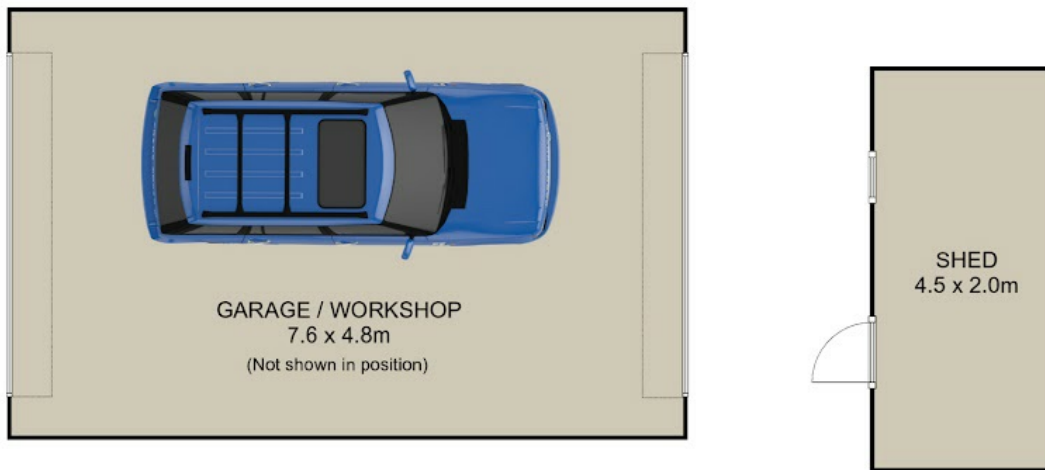 GARAGE / WORKSHOP
7.6 x 4.8m
(Not shown in position)
SHED
4.5 x 2.0m